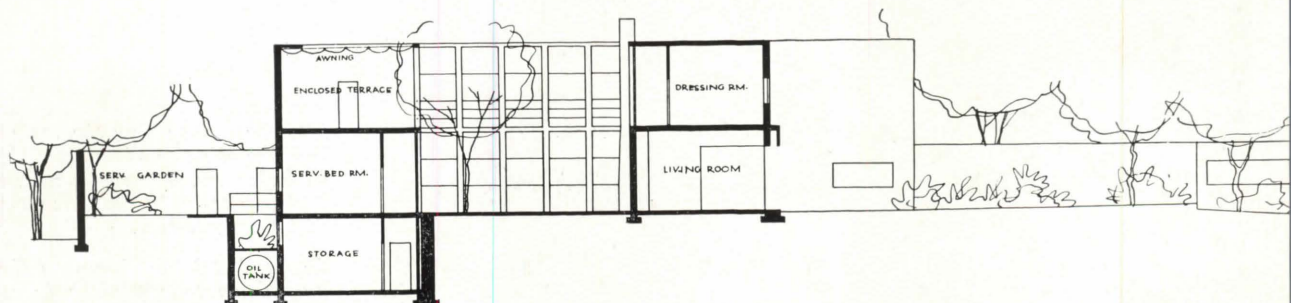 AWNING
ENCLOSED TERRACE
DRESSING RM.
SERV. GARDEN
SERV. BED RM.
LIVING ROOM
STORAGE
OIL
TANK